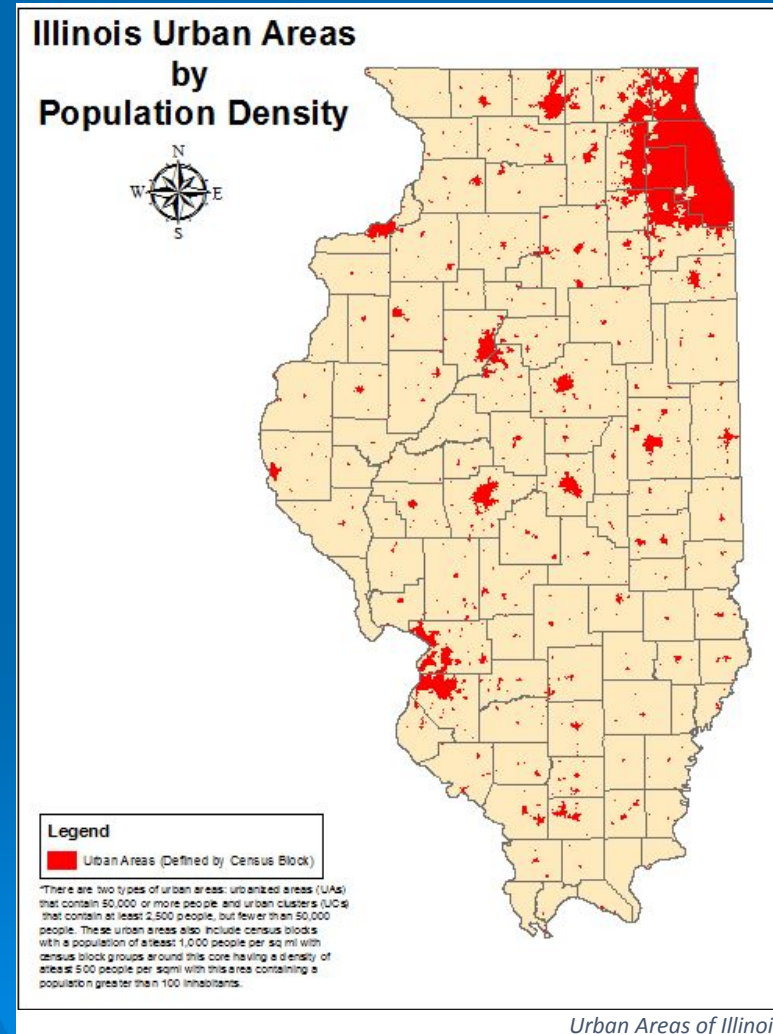 Illinois Urban Areas
by
Population Density
N
W
E
S
Legend
Urban Areas (Defined by Census Block)
*There are two types of urban areas: urbanized areas (UAs)
that contain 50,000 or more people and urban clusters (UCs)
that contain at least 2,500 people, but fewer than 50,000
people. These urban areas also include census blocks
with a population of atleast 1,000 people per sq mi with
census block groups around this core having a density of
atleast 500 people per sqmi with this area containing a
population greater than 100 inhabitants.
Urban Areas of Illinoi